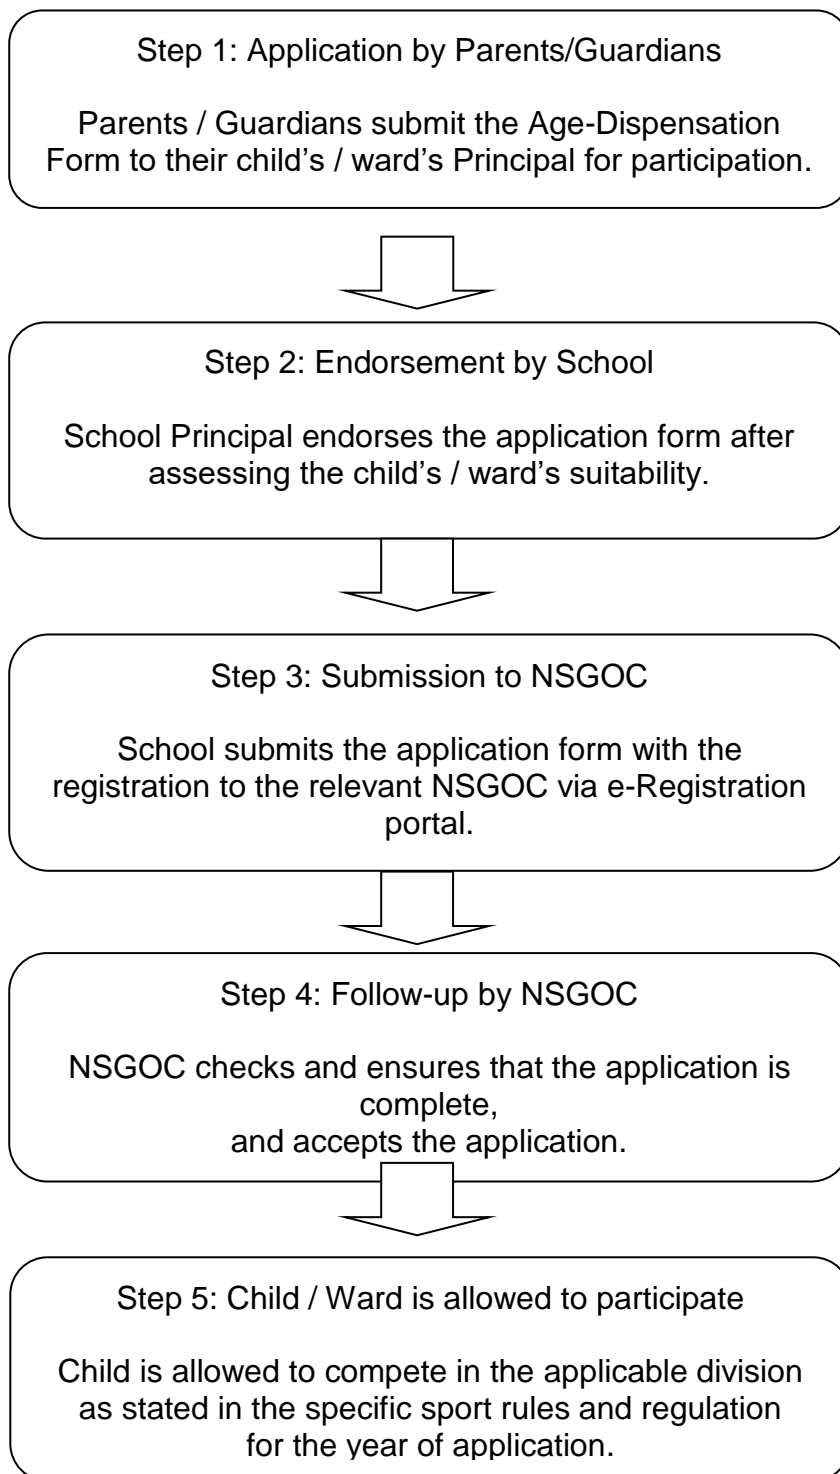 Step 1: Application by Parents/Guardians
Parents / Guardians submit the Age-Dispensation
Form to their child’s / ward’s Principal for participation.
Step 2: Endorsement by School
School Principal endorses the application form after
assessing the child’s / ward’s suitability.
Step 3: Submission to NSGOC
School submits the application form with the
registration to the relevant NSGOC via e-Registration
portal.
Step 4: Follow-up by NSGOC
NSGOC checks and ensures that the application is
complete,
and accepts the application.
Step 5: Child / Ward is allowed to participate
Child is allowed to compete in the applicable division
as stated in the specific sport rules and regulation
for the year of application.